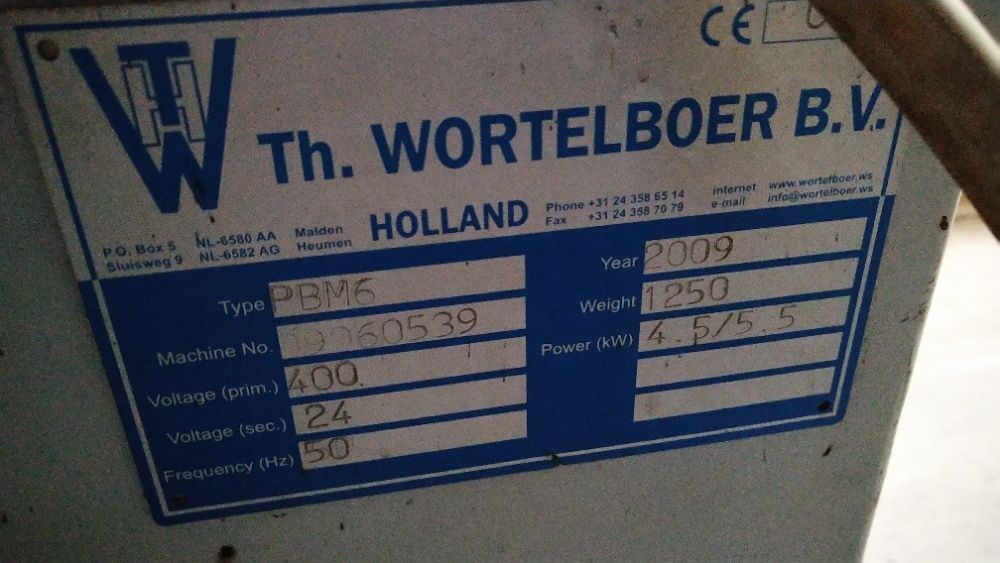 CE
TW
Th. WORTELBOER B.V.
P.O. Box 5 NL-6580 AA Malden
Sluisweg 9 NL-6582 AG Heumen
HOLLAND
Phone +31 24 358 65 14
Fax +31 24 358 70 79
internet www.wortelboer.ws
e-mail info@wortelboer.ws
Type PBM6
Machine No.
Voltage (prim.) 400
Voltage (sec.) 24
Frequency (Hz) 50
Year 2009
Weight 1250
Power (kW) 4.5/5.5